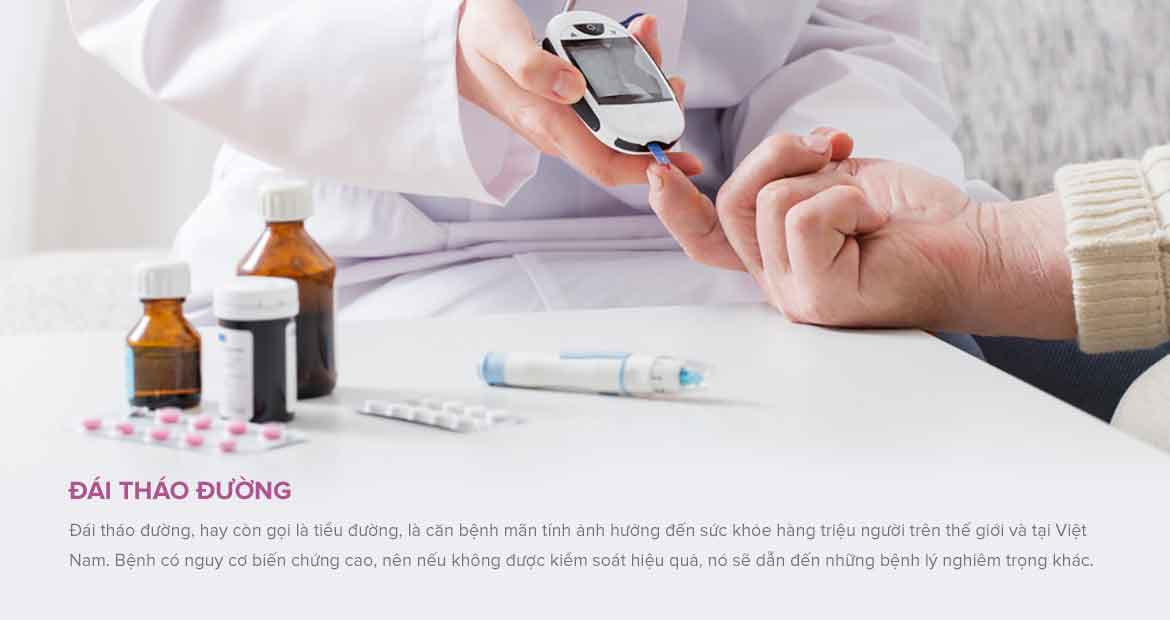 ĐÁI THÁO ĐƯỜNG
Đái tháo đường, hay còn gọi là tiểu đường, là căn bệnh mãn tính ảnh hưởng đến sức khỏe hàng triệu người trên thế giới và tại Việt
Nam. Bệnh có nguy cơ biến chứng cao, nên nếu không được kiểm soát hiệu quả, nó sẽ dẫn đến những bệnh lý nghiêm trọng khác.